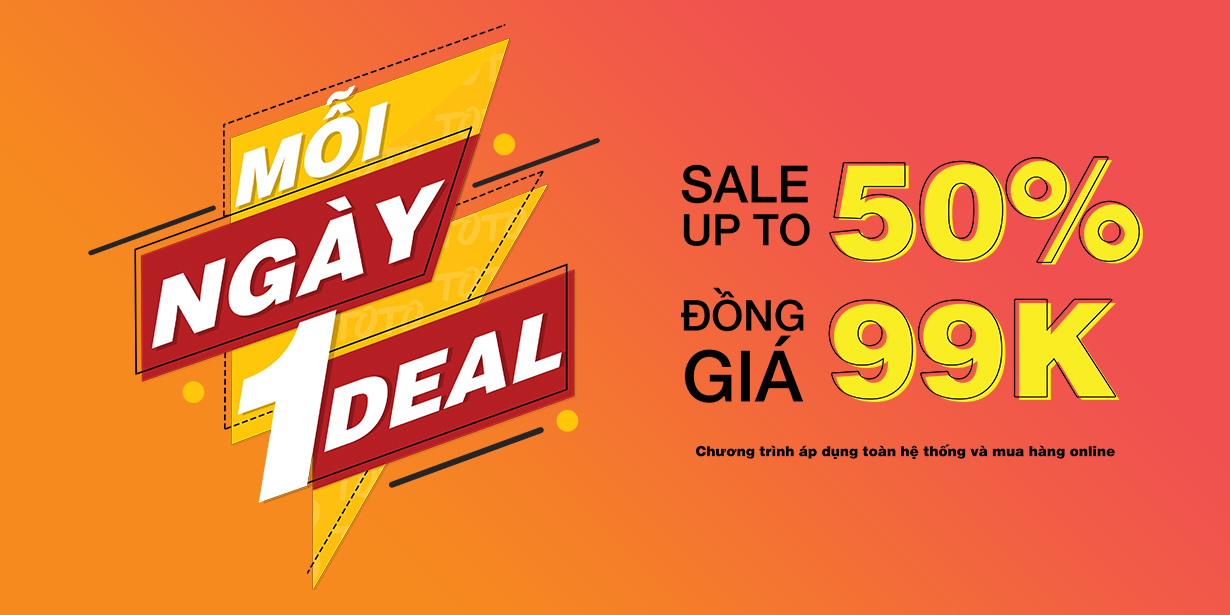 MỖI
NGÀY
1 DEAL
SALE
UP TO
50%
ĐỒNG
GIÁ
99K
Chương trình áp dụng toàn hệ thống và mua hàng online